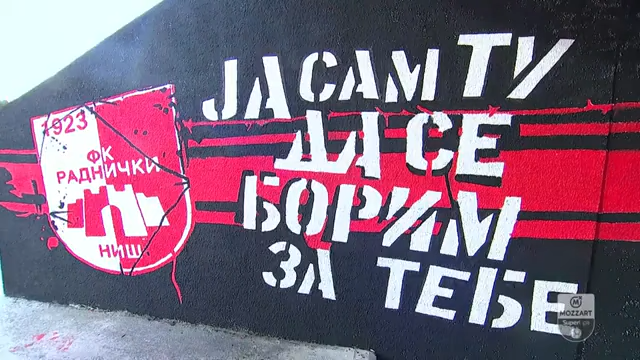 1923
ФК
РАДНИЧКИ
НИШ
ЈА САМ ТУ
ДА СЕ
БОРИМ
ЗА ТЕБЕ
MOZZART